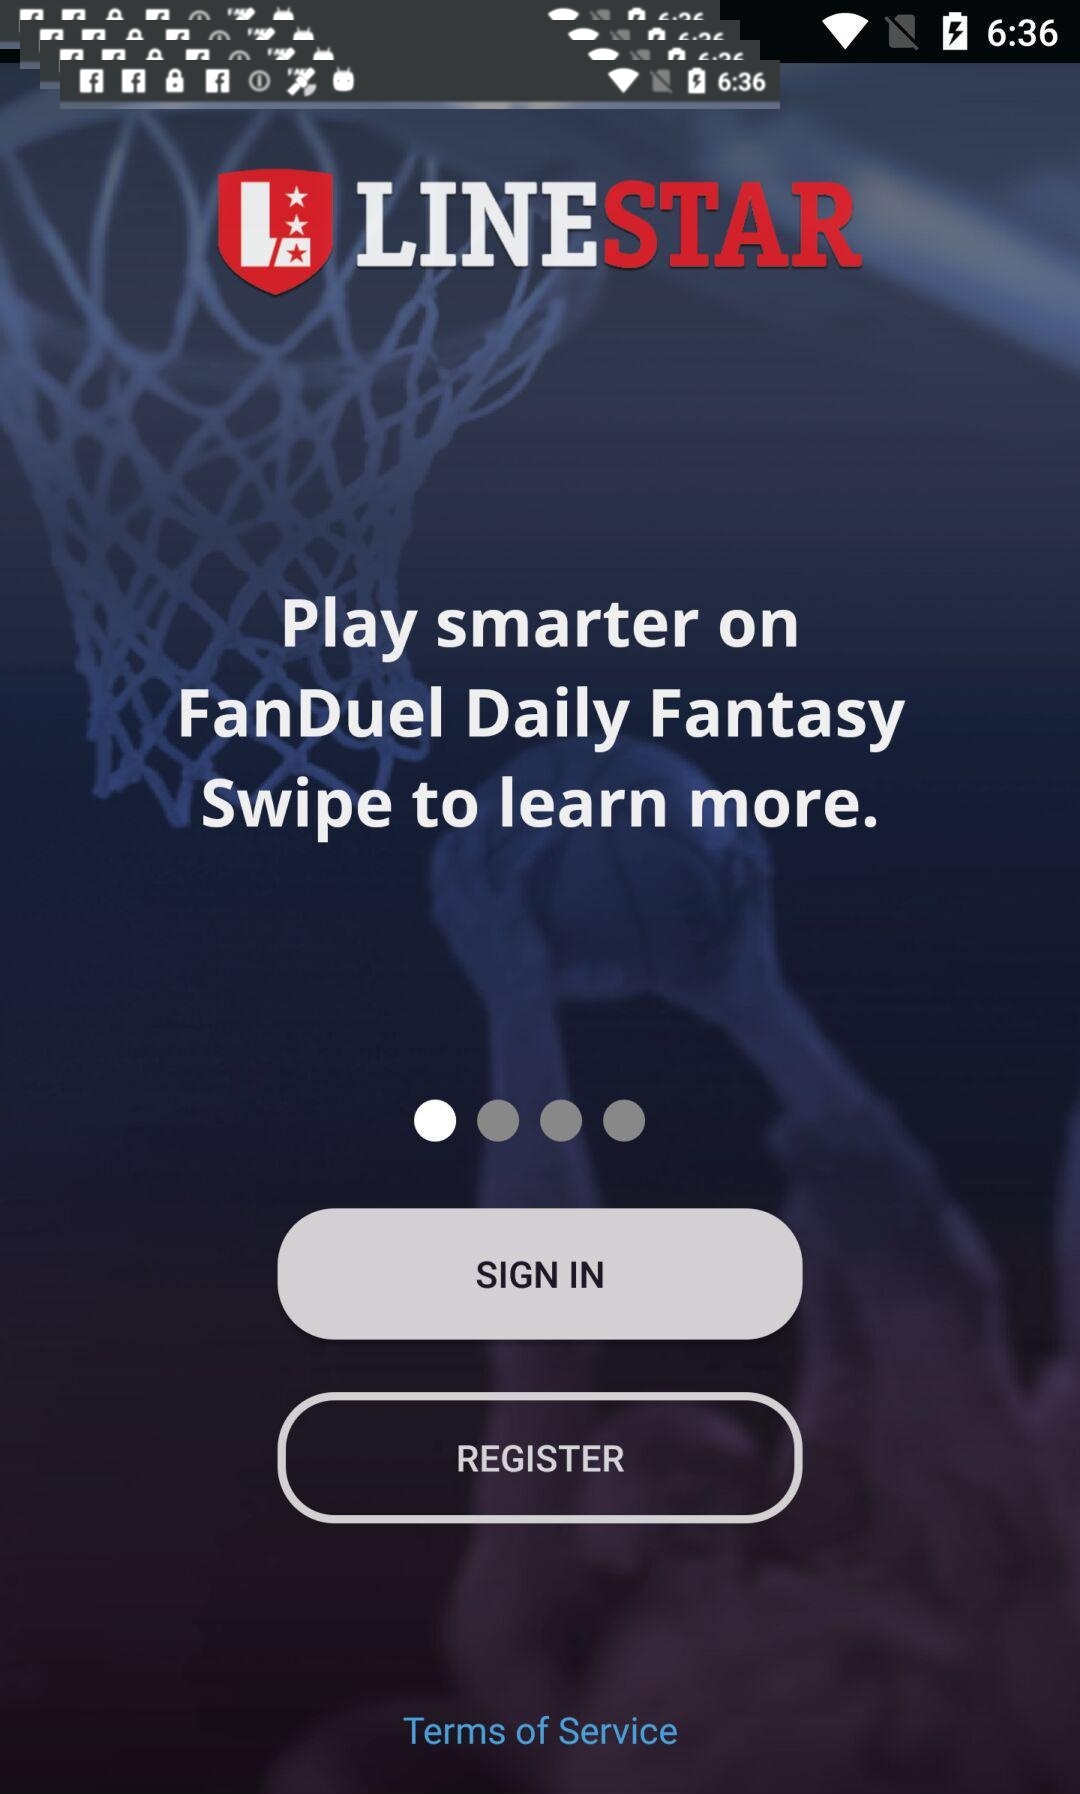 6:36
6:36
LINESTAR
Play smarter on
FanDuel Daily Fantasy
Swipe to learn more.
SIGN IN
REGISTER
Terms of Service